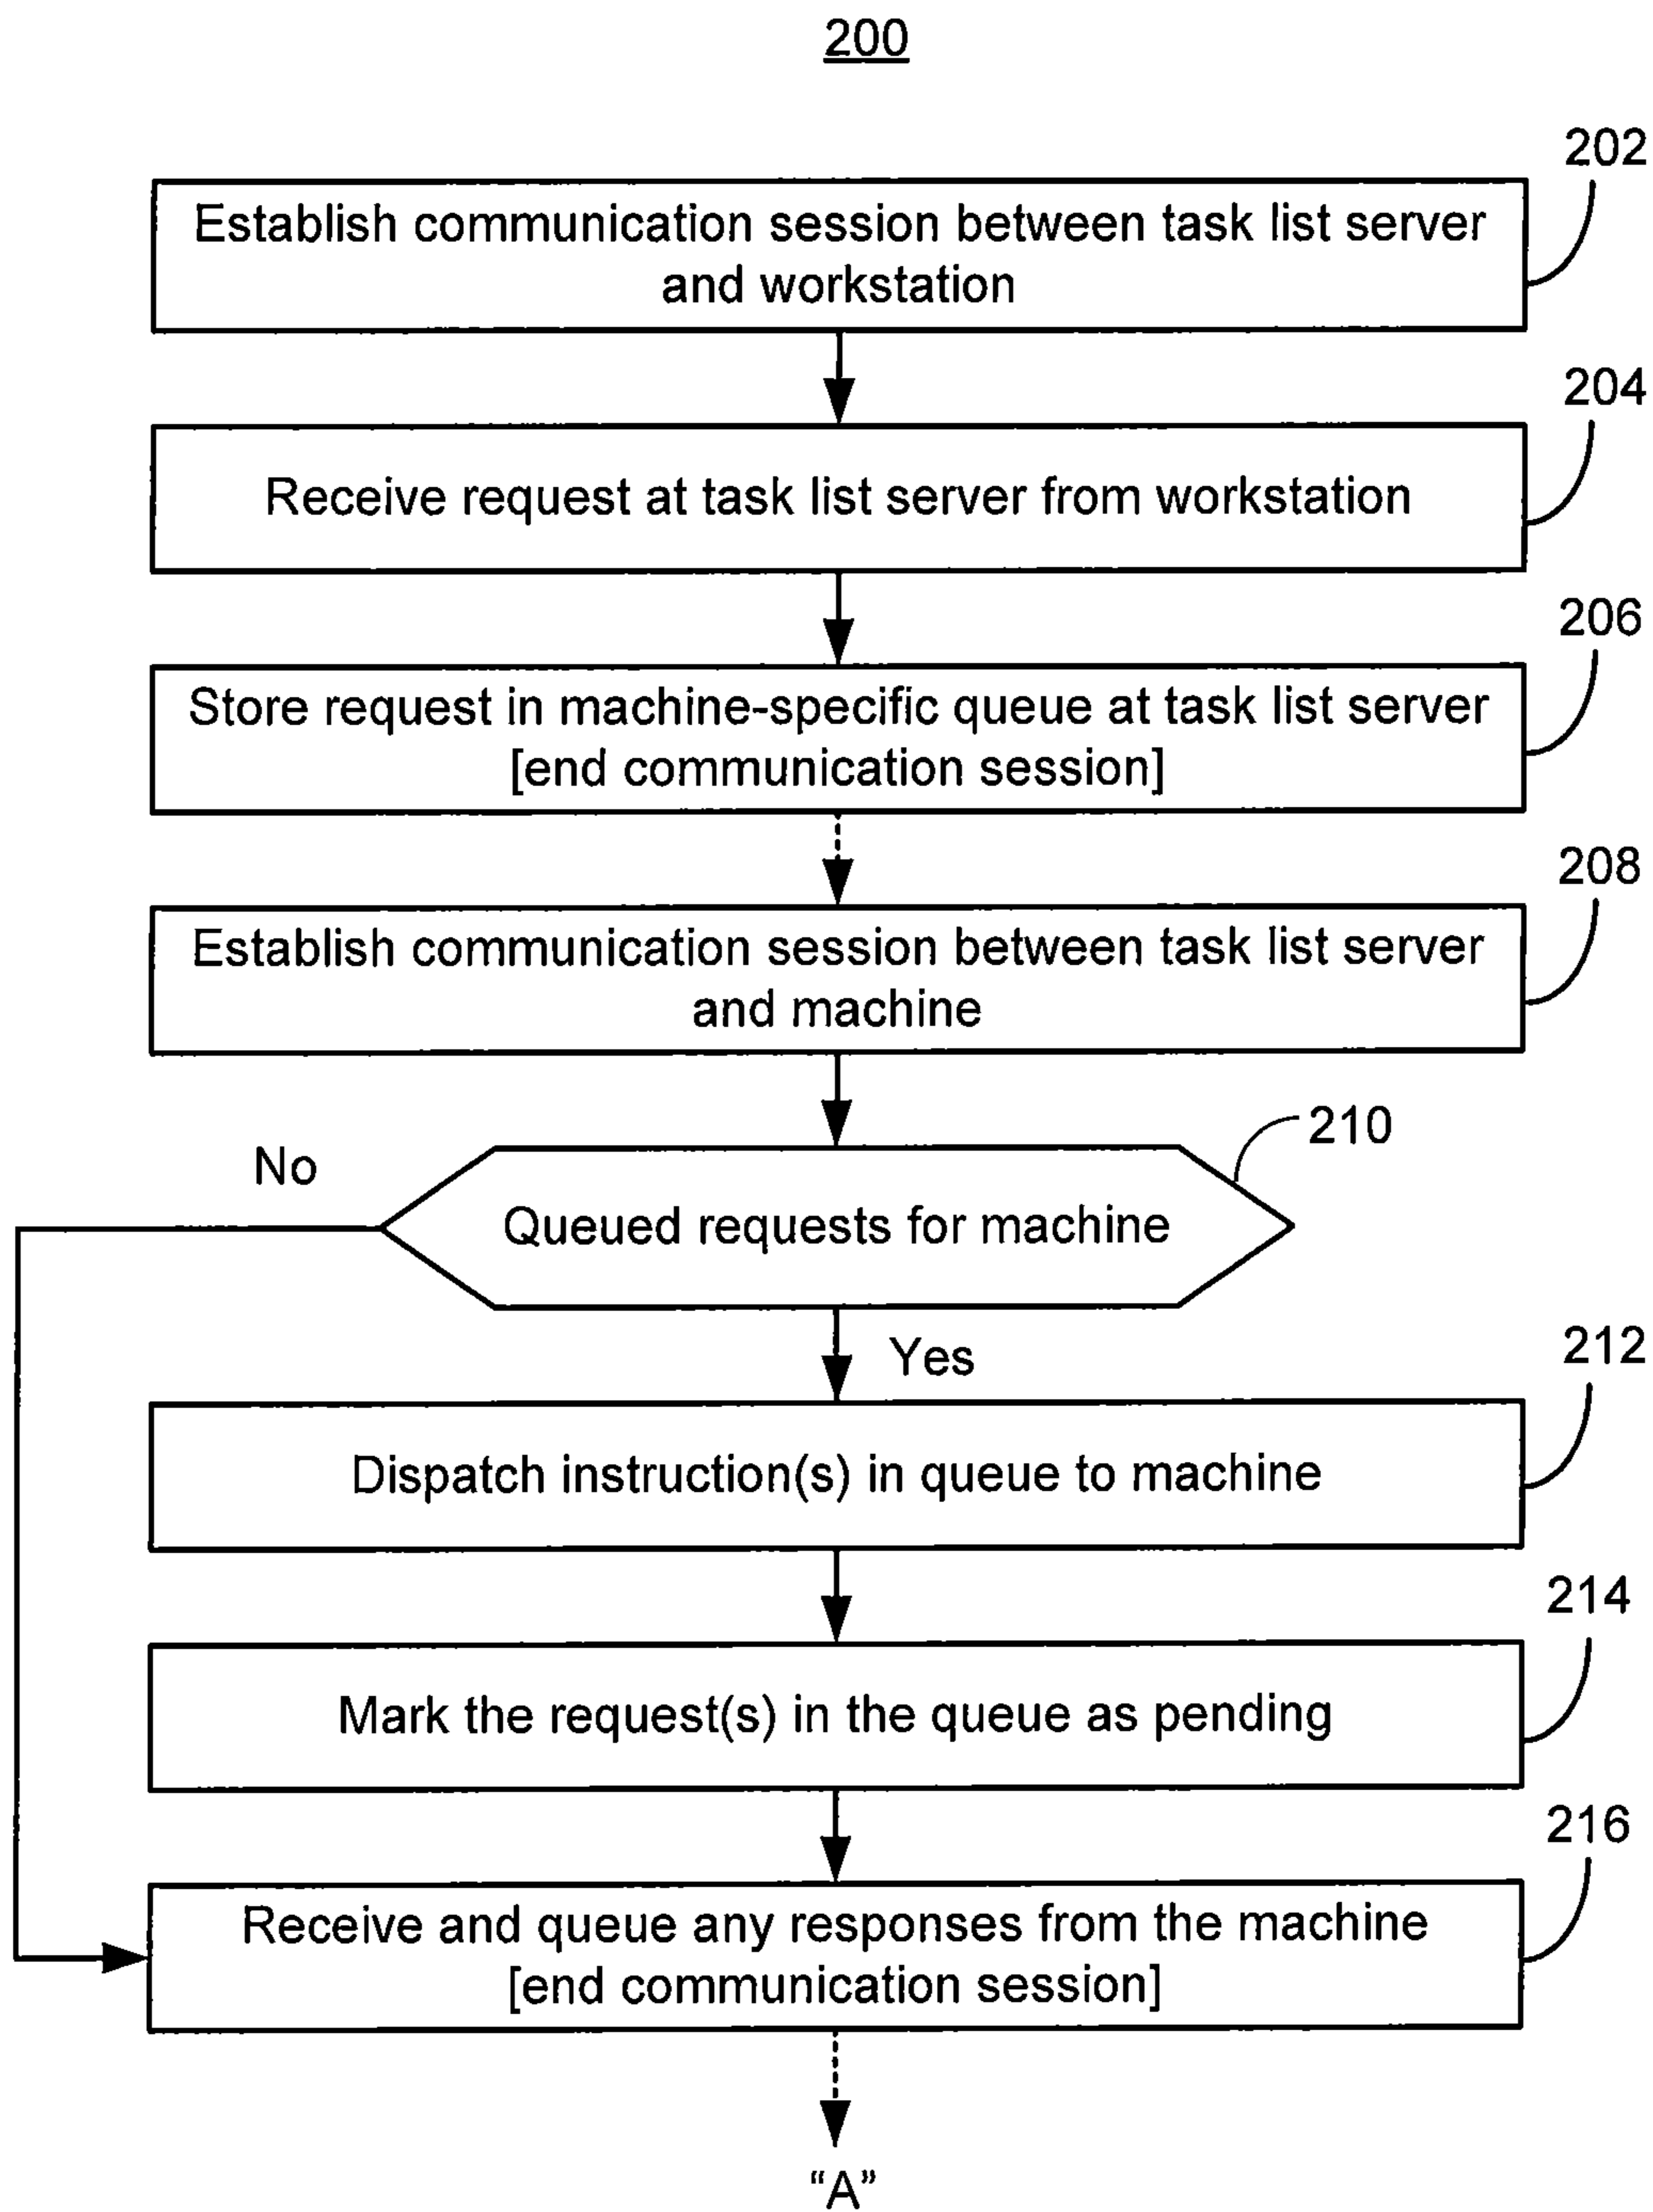 200
202
Establish communication session between task list server
and workstation
204
Receive request at task list server from workstation
206
Store request in machine-specific queue at task list server
[end communication session]
208
Establish communication session between task list server
and machine
210
No
Queued requests for machine
Yes
212
Dispatch instruction(s) in queue to machine
214
Mark the request(s) in the queue as pending
216
Receive and queue any responses from the machine
[end communication session]
“A”